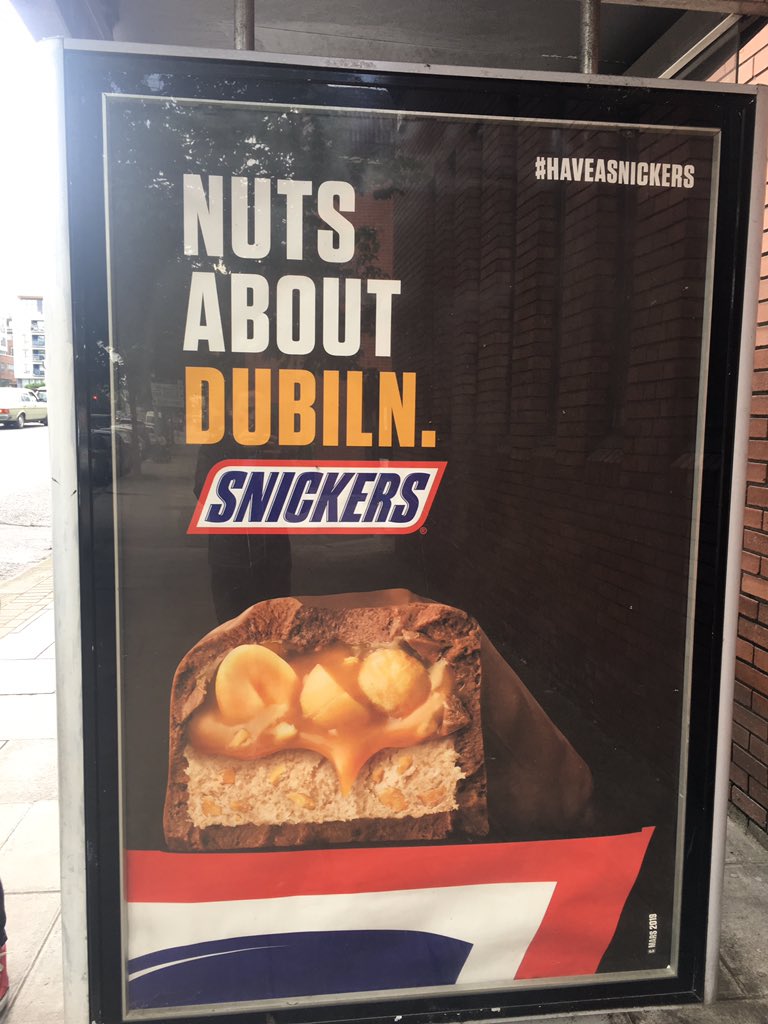 #HAVEASNICKERS
NUTS
ABOUT
DUBILN.
SNICKERS®
© MARS 2019